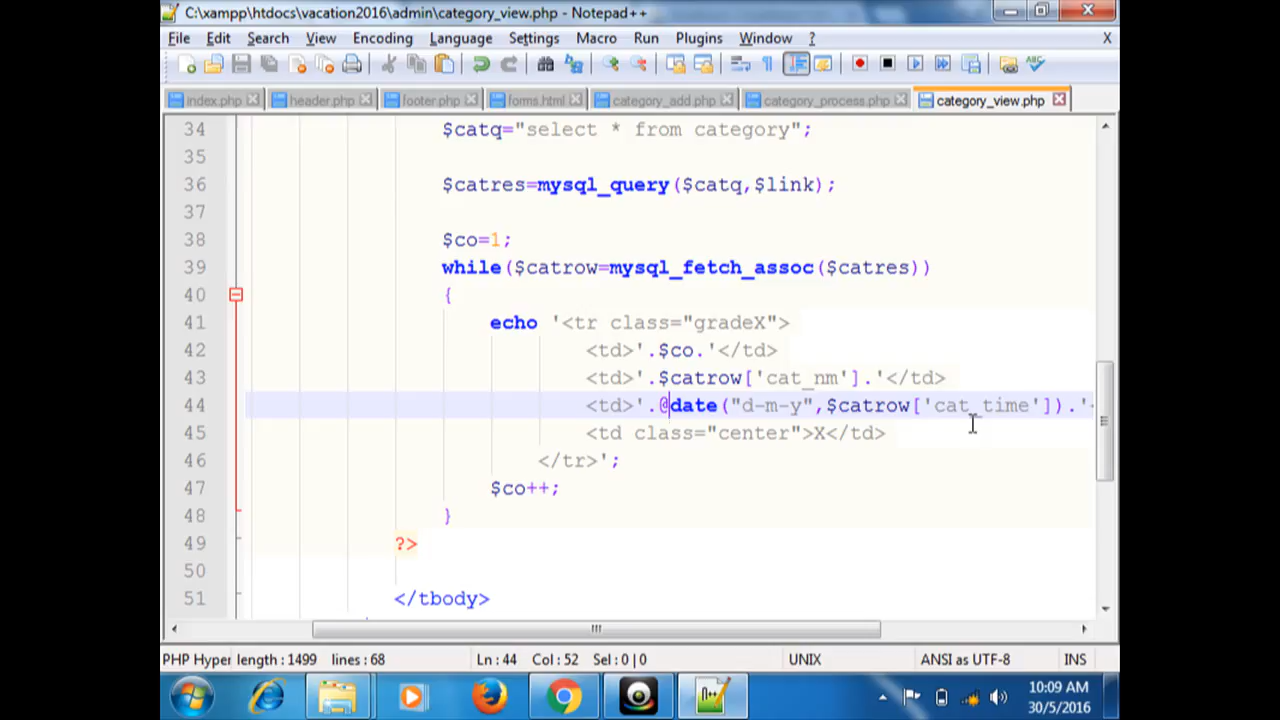 C:\xampp\htdocs\vacation2016\admin\category_view.php - Notepad++
File Edit Search View Encoding Language Settings Macro Run Plugins Window ? X
index.php header.php footer.php forms.html category_add.php category_process.php category_view.php
34 $catq="select * from category";
35
36 $catres=mysql_query($catq,$link);
37
38 $co=1;
39 while($catrow=mysql_fetch_assoc($catres))
40 {
41 echo '<tr class="gradeX">
42 <td>'.$co.'</td>
43 <td>'.$catrow['cat_nm'].'</td>
44 <td>'.@date("d-m-y",$catrow['cat_time']).'<
45 <td class="center">X</td>
46 </tr>';
47 $co++;
48 }
49 ?>
50
51 </tbody>
PHP Hyper length : 1499 lines : 68 Ln : 44 Col : 52 Sel : 0 | 0 UNIX ANSI as UTF-8 INS
10:09 AM
30/5/2016